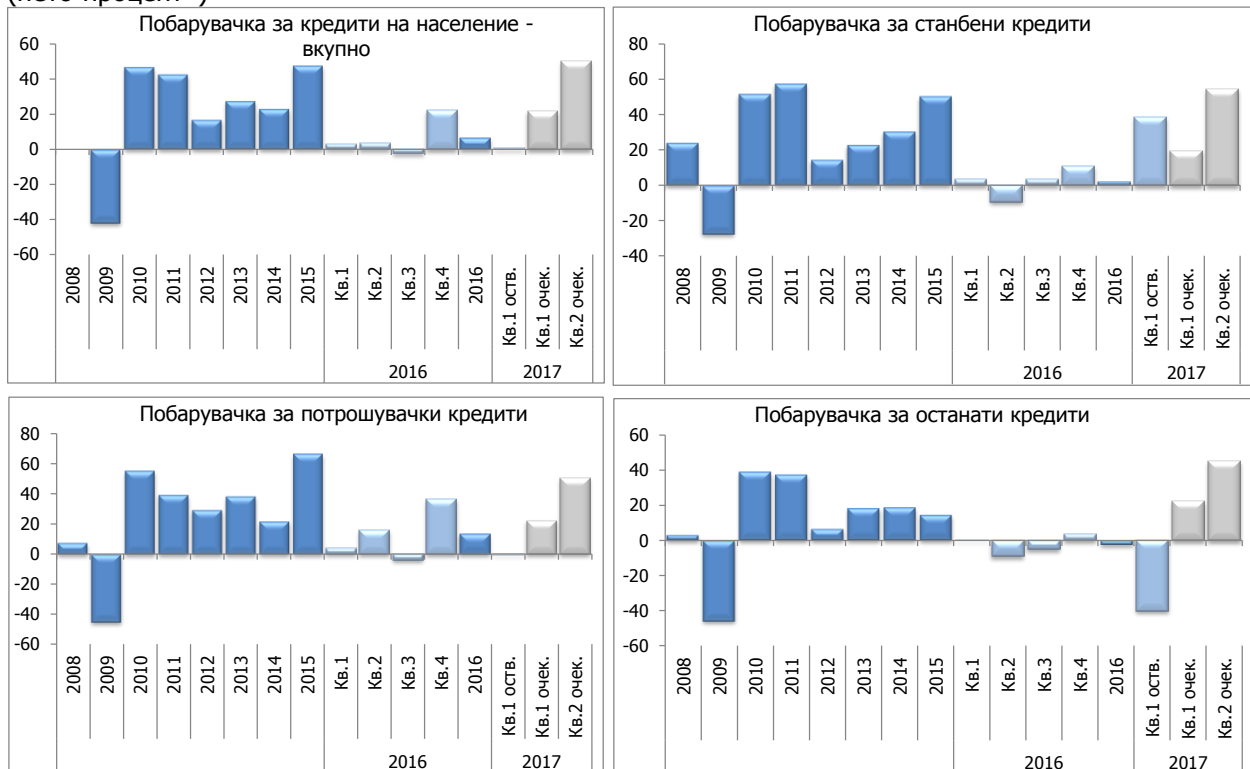 Побарувачка за кредити на население -
вкупно
60
40
20
0
-20
-40
-60
2008
2009
2010
2011
2012
2013
2014
2015
Кв.1
Кв.2
Кв.3
Кв.4
2016
Кв.1 оств.
Кв.1 очек.
Кв.2 очек.
2016
2017
Побарувачка за станбени кредити
80
60
40
20
0
-20
-40
2008
2009
2010
2011
2012
2013
2014
2015
Кв.1
Кв.2
Кв.3
Кв.4
2016
Кв.1 оств.
Кв.1 очек.
Кв.2 очек.
2016
2017
Побарувачка за потрошувачки кредити
80
60
40
20
0
-20
-40
-60
2008
2009
2010
2011
2012
2013
2014
2015
Кв.1
Кв.2
Кв.3
Кв.4
2016
Кв.1 оств.
Кв.1 очек.
Кв.2 очек.
2016
2017
Побарувачка за останати кредити
60
40
20
0
-20
-40
-60
2008
2009
2010
2011
2012
2013
2014
2015
Кв.1
Кв.2
Кв.3
Кв.4
2016
Кв.1 оств.
Кв.1 очек.
Кв.2 очек.
2016
2017